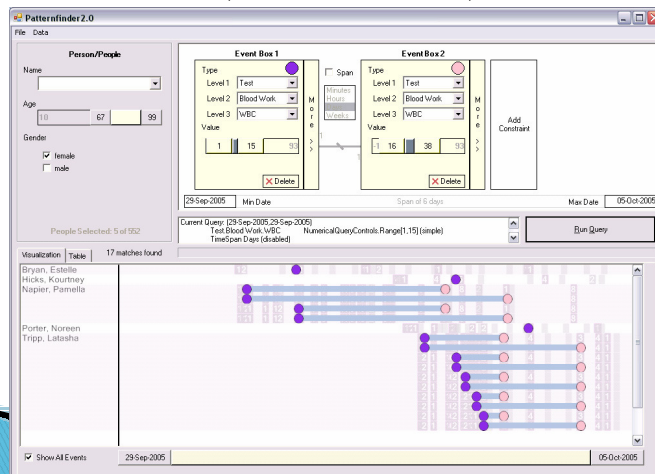 Patternfinder2.0
File Data
Person/People
Name
Age
10 67 99
Gender
female
male
People Selected: 5 of 552
Event Box 1
Type
Level 1 Test
Level 2 Blood Work
Level 3 WBC
Value
1 15 93
Delete
More >>
Span
Minutes
Hours
Weeks
1
1
Event Box 2
Type
Level 1 Test
Level 2 Blood Work
Level 3 WBC
Value
-1 16 38 93
Delete
More >>
Add
Constraint
29-Sep-2005 Min Date Span of 6 days Max Date 05-Oct-2005
Current Query: [29-Sep-2005,29-Sep-2005]
Test.Blood Work.WBC NumericalQueryControls.Range[1,15] (simple)
TimeSpan Days (disabled)
Run Query
Visualization Table 17 matches found
Bryan, Estelle
Hicks, Kourtney
Napier, Pamella
Porter, Noreen
Tripp, Latasha
Show All Events 29-Sep-2005 05-Oct-2005